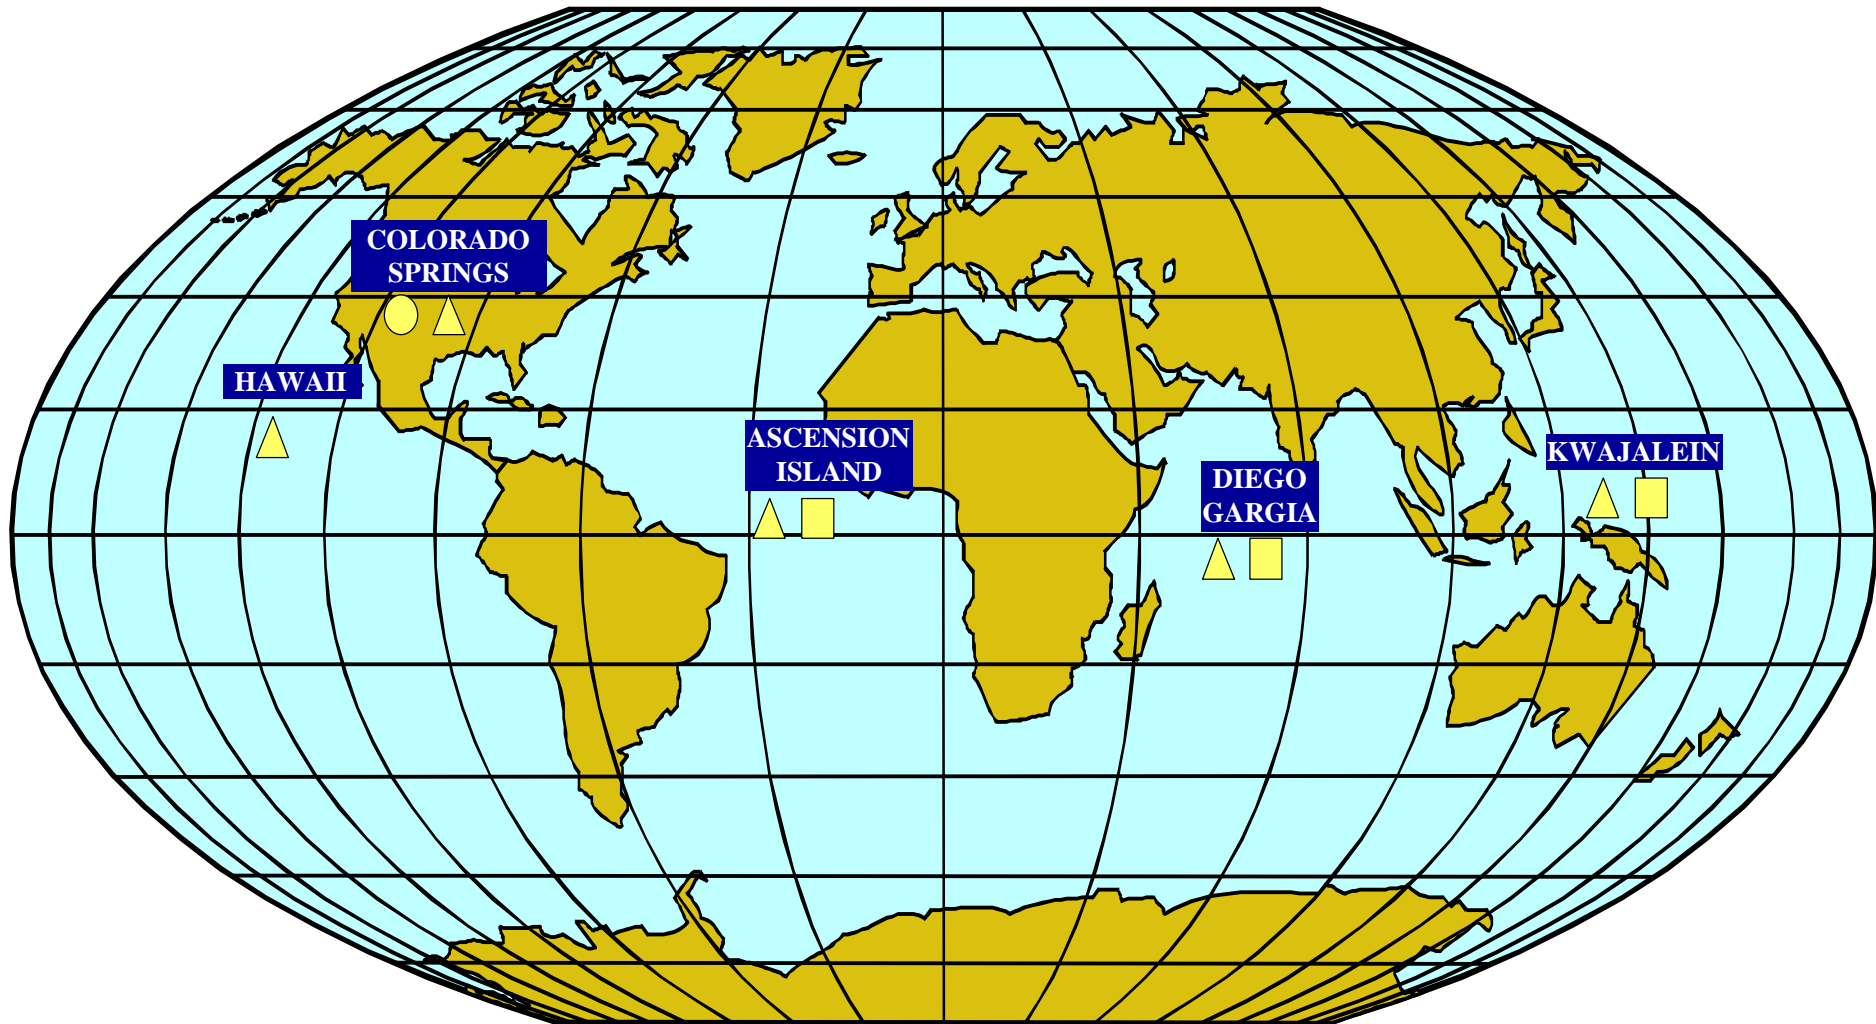 COLORADO
SPRINGS
HAWAII
ASCENSION
ISLAND
DIEGO
GARGIA
KWAJALEIN